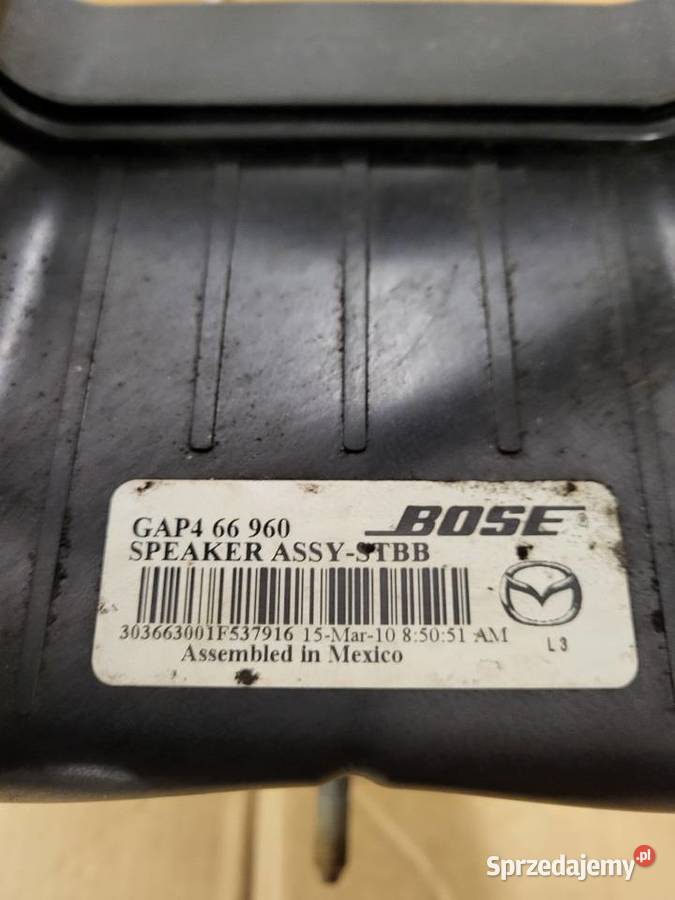 GAP4 66 960
BOSE ®
SPEAKER ASSY-STBB
303663001F537916 15-Mar-10 8:50:51 AM
Assembled in Mexico
L3
Sprzedajemy.pl